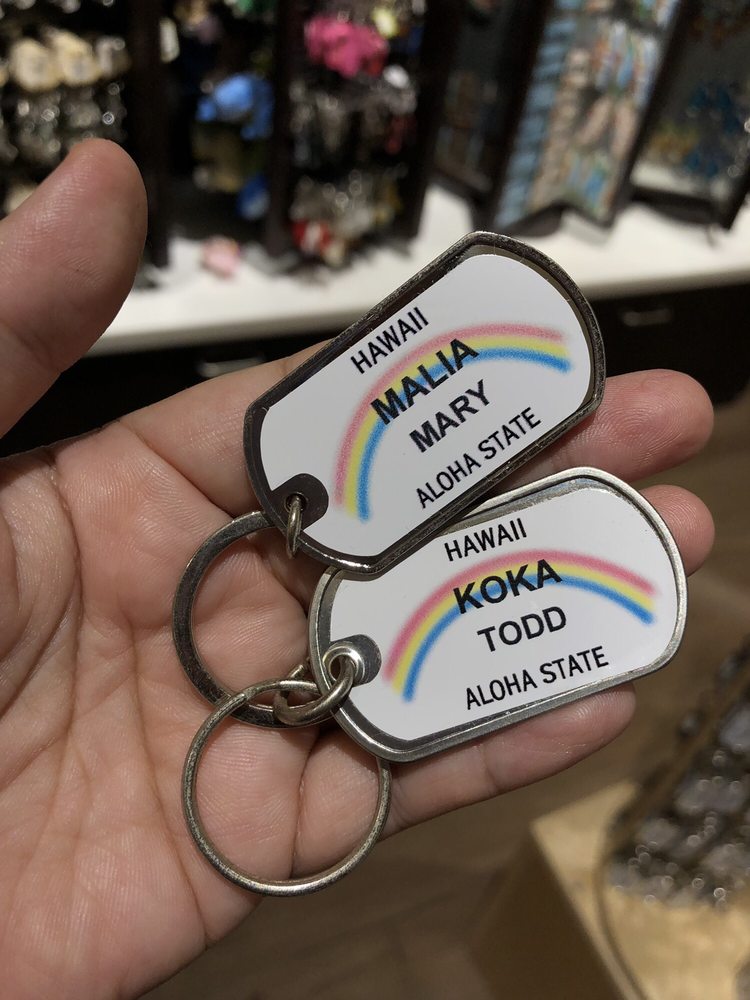 HAWAII
MALIA
MARY
ALOHA STATE
HAWAII
KOKA
TODD
ALOHA STATE